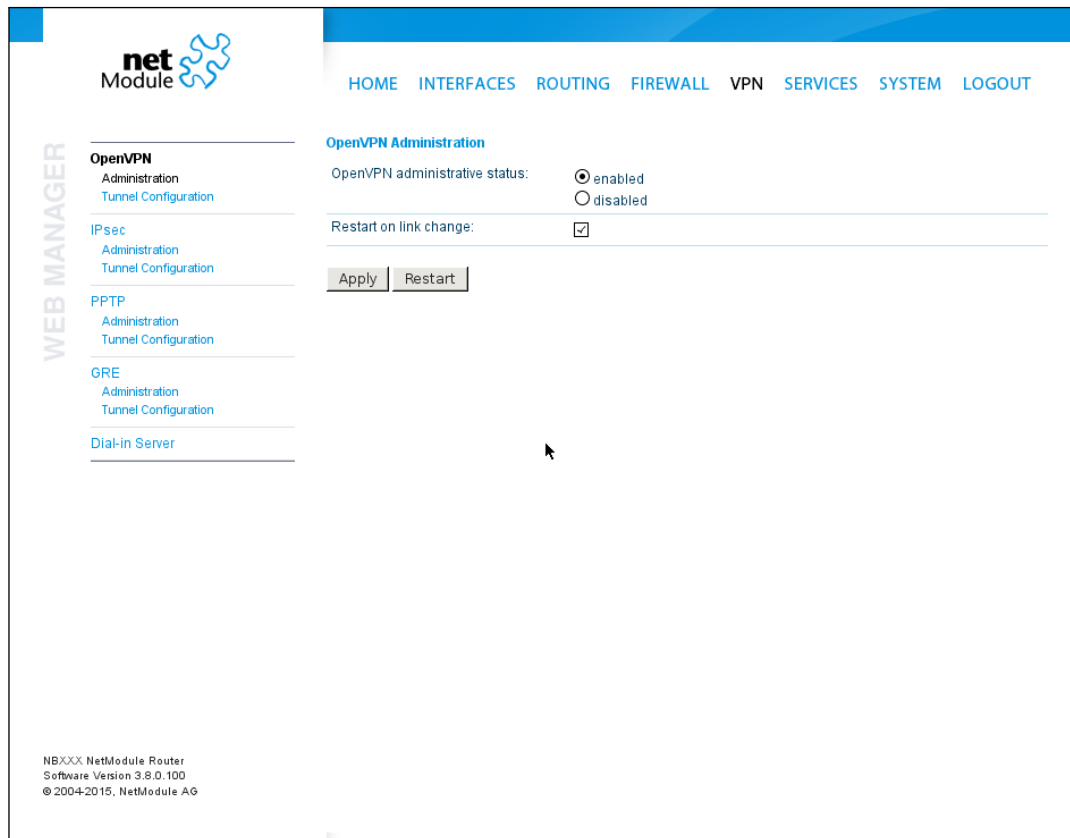 net
Module
HOME INTERFACES ROUTING FIREWALL VPN SERVICES SYSTEM LOGOUT
WEB MANAGER
OpenVPN
Administration
Tunnel Configuration
IPsec
Administration
Tunnel Configuration
PPTP
Administration
Tunnel Configuration
GRE
Administration
Tunnel Configuration
Dial-in Server
OpenVPN Administration
OpenVPN administrative status:
enabled
disabled
Restart on link change:
Apply Restart
NBXXX NetModule Router
Software Version 3.8.0.100
© 2004-2015, NetModule AG